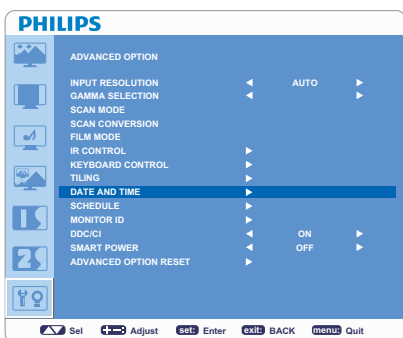 PHILIPS
ADVANCED OPTION
INPUT RESOLUTION AUTO
GAMMA SELECTION
SCAN MODE
SCAN CONVERSION
FILM MODE
IR CONTROL
KEYBOARD CONTROL
TILING
DATE AND TIME
SCHEDULE
MONITOR ID
DDC/CI ON
SMART POWER OFF
ADVANCED OPTION RESET
1
2
Sel Adjust set: Enter exit: BACK menu: Quit